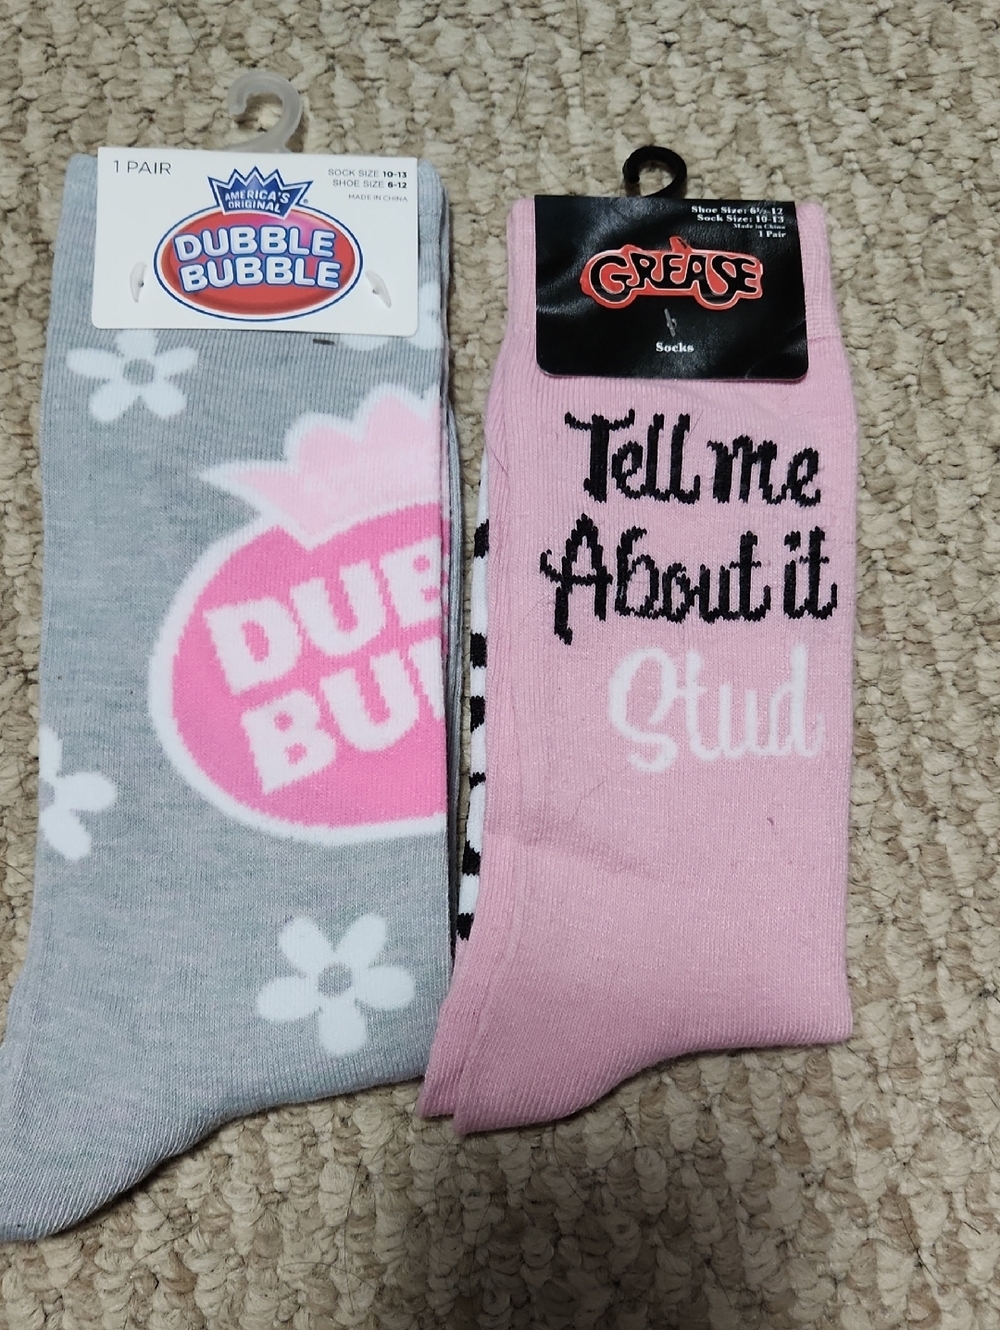 1 PAIR
SOCK SIZE 10-13
SHOE SIZE 6-12
MADE IN CHINA
AMERICA'S
ORIGINAL
DUBBLE
BUBBLE
DUB
BU
Shoe Size: 6½-12
Sock Size: 10-13
Made in China
1 Pair
GREASE
Socks
Tell me
About it
Stud